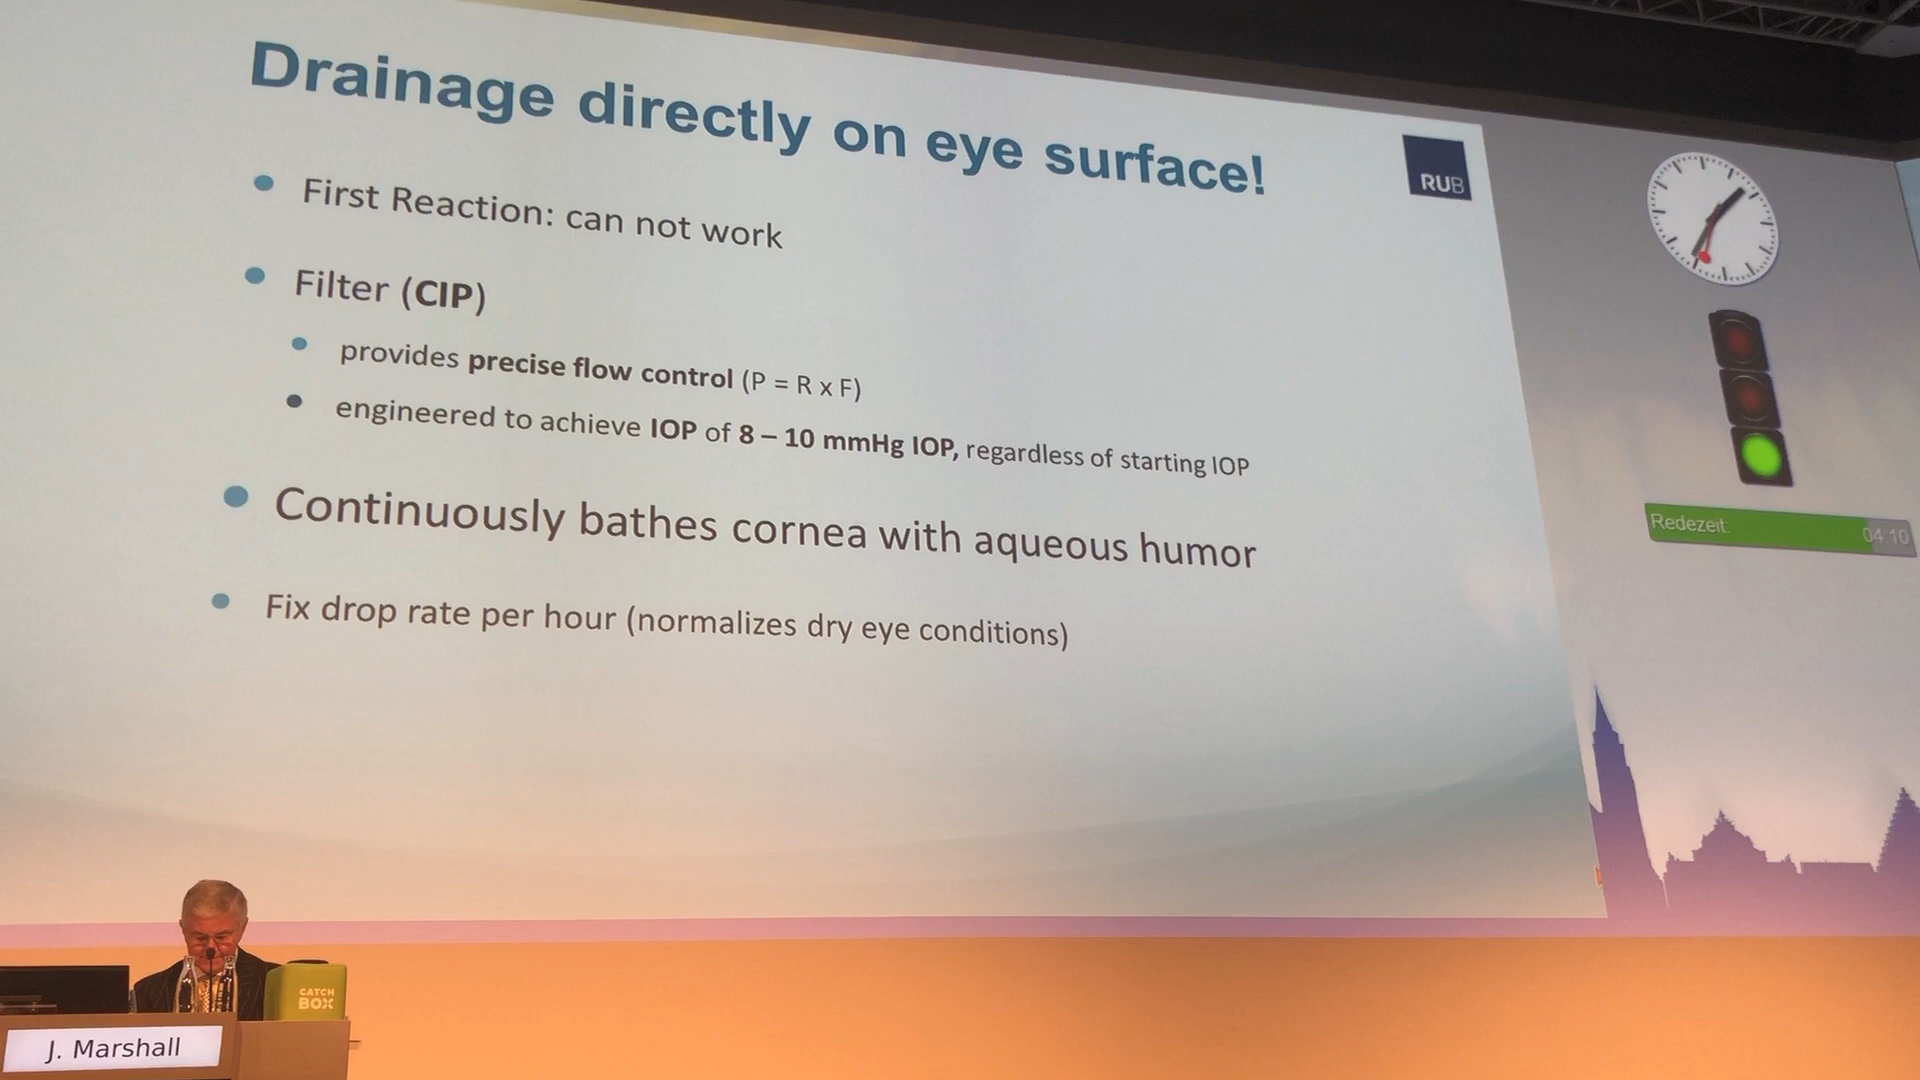 Drainage directly on eye surface!
RUB
First Reaction: can not work
Filter (CIP)
provides precise flow control (P = R x F)
engineered to achieve IOP of 8 – 10 mmHg IOP, regardless of starting IOP
Continuously bathes cornea with aqueous humor
Fix drop rate per hour (normalizes dry eye conditions)
Redezeit: 04:10
CATCH
BOX
J. Marshall